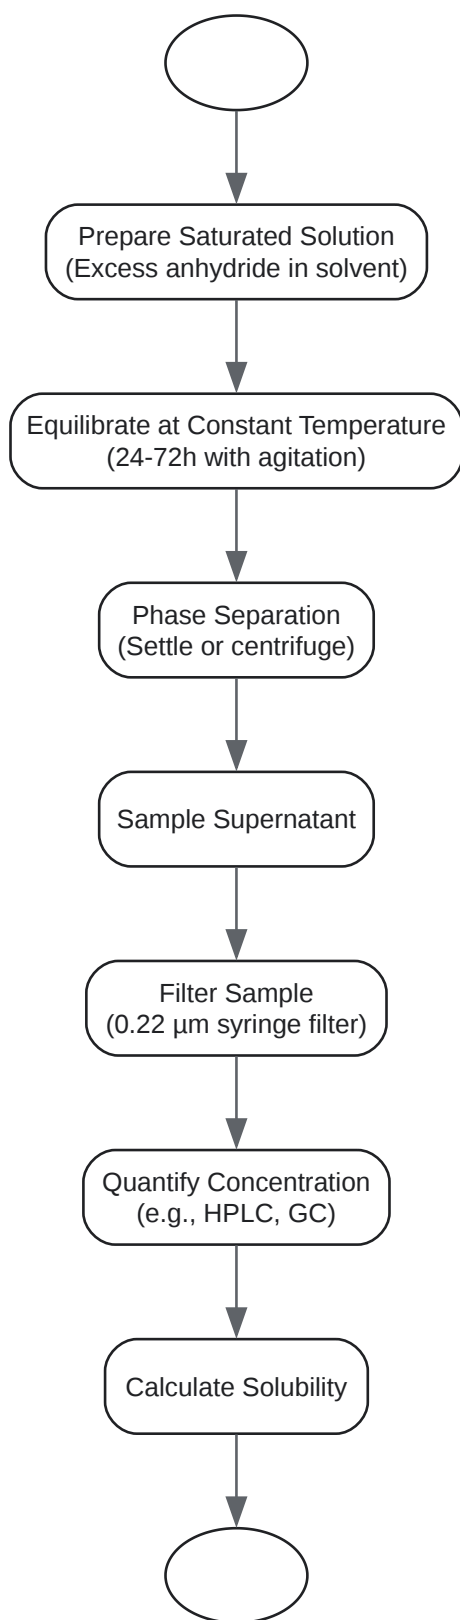 Prepare Saturated Solution
(Excess anhydride in solvent)
Equilibrate at Constant Temperature
(24-72h with agitation)
Phase Separation
(Settle or centrifuge)
Sample Supernatant
Filter Sample
(0.22 µm syringe filter)
Quantify Concentration
(e.g., HPLC, GC)
Calculate Solubility